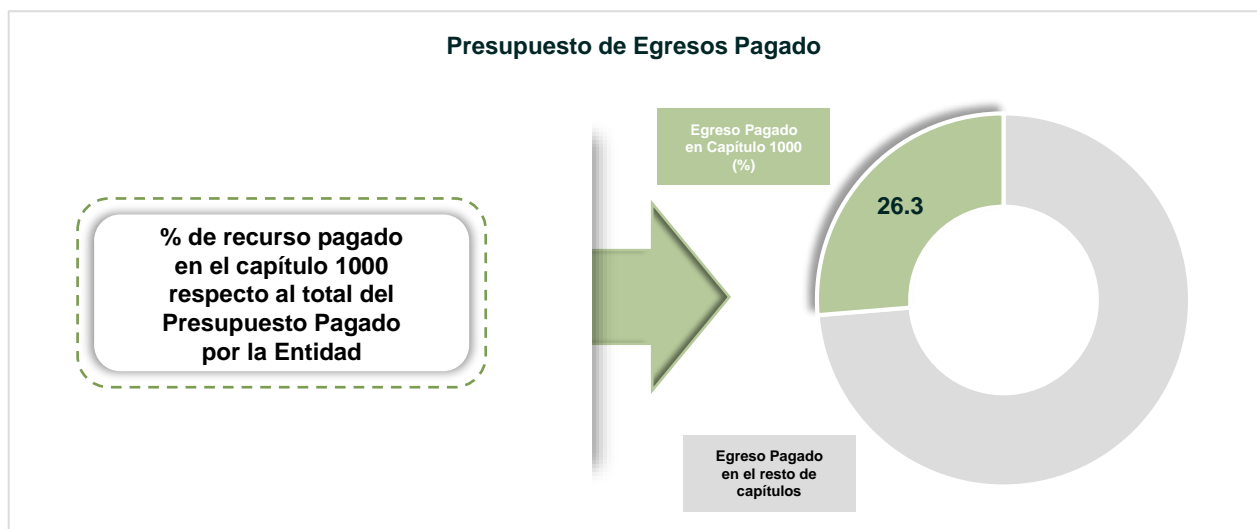 Presupuesto de Egresos Pagado
% de recurso pagado
en el capítulo 1000
respecto al total del
Presupuesto Pagado
por la Entidad
Egreso Pagado
en Capítulo 1000
(%)
26.3
Egreso Pagado
en el resto de
capítulos